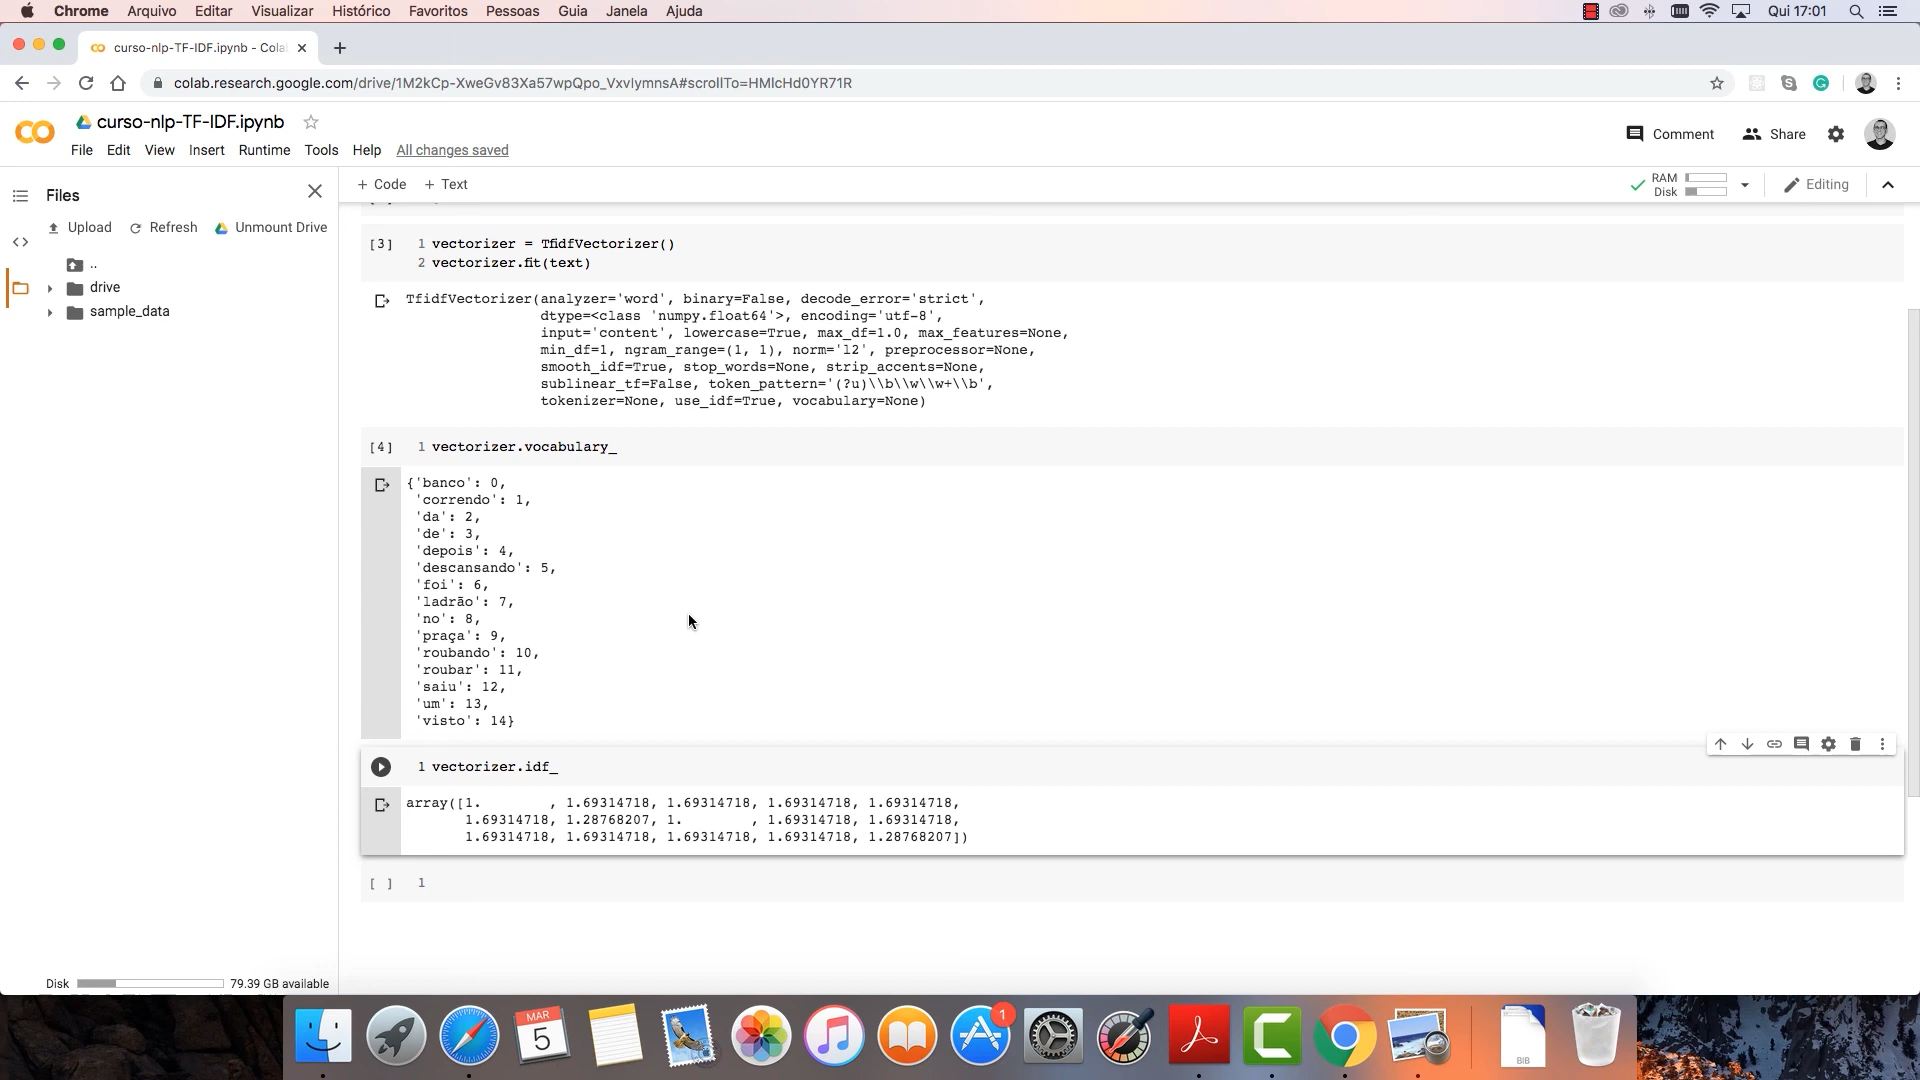 Chrome Arquivo Editar Visualizar Histórico Favoritos Pessoas Guia Janela Ajuda Qui 17:01
curso-nlp-TF-IDF.ipynb - Cola
colab.research.google.com/drive/1M2kCp-XweGv83Xa57wpQpo_VxvlymnsA#scrollTo=HMlcHd0YR71R
curso-nlp-TF-IDF.ipynb
Comment Share
File Edit View Insert Runtime Tools Help All changes saved
Files
+ Code + Text
RAM
Disk
Editing
Upload Refresh Unmount Drive
..
drive
sample_data
[3] 1 vectorizer = TfidfVectorizer()
2 vectorizer.fit(text)
TfidfVectorizer(analyzer='word', binary=False, decode_error='strict',
dtype=<class 'numpy.float64'>, encoding='utf-8',
input='content', lowercase=True, max_df=1.0, max_features=None,
min_df=1, ngram_range=(1, 1), norm='l2', preprocessor=None,
smooth_idf=True, stop_words=None, strip_accents=None,
sublinear_tf=False, token_pattern='(?u)\\b\\w\\w+\\b',
tokenizer=None, use_idf=True, vocabulary=None)
[4] 1 vectorizer.vocabulary_
{'banco': 0,
'correndo': 1,
'da': 2,
'de': 3,
'depois': 4,
'descansando': 5,
'foi': 6,
'ladrão': 7,
'no': 8,
'praça': 9,
'roubando': 10,
'roubar': 11,
'saiu': 12,
'um': 13,
'visto': 14}
1 vectorizer.idf_
array([1. , 1.69314718, 1.69314718, 1.69314718, 1.69314718,
1.69314718, 1.28768207, 1. , 1.69314718, 1.69314718,
1.69314718, 1.69314718, 1.69314718, 1.69314718, 1.28768207])
[ ] 1
Disk 79.39 GB available
MAR
5
1
BIB